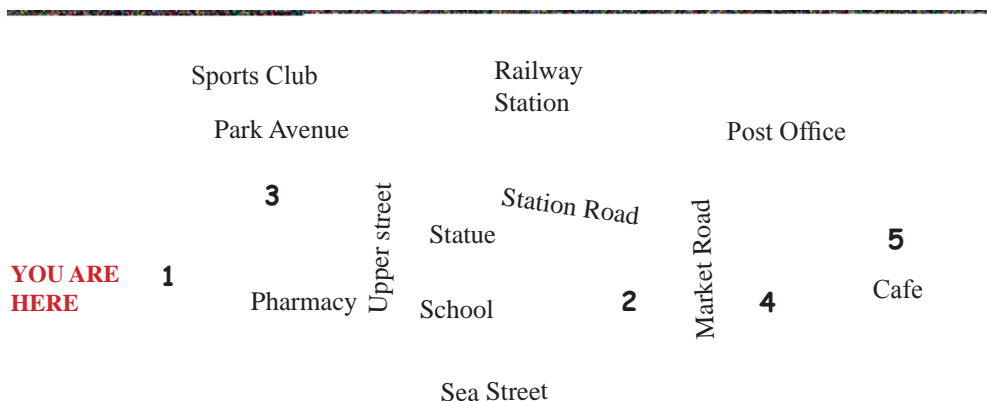 Sports Club
Railway
Station
Park Avenue
Post Office
3
Upper street
Station Road
Market Road
Statue
5
YOU ARE
HERE
1
Pharmacy
School
2
4
Cafe
Sea Street